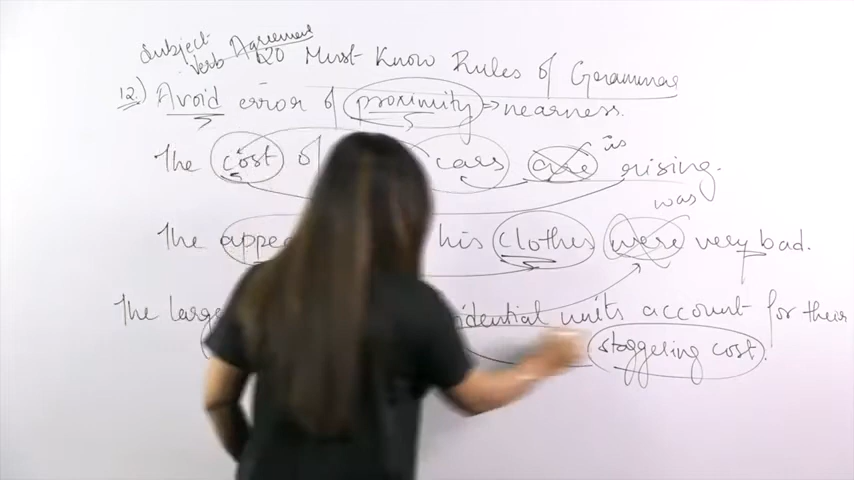 Subject
Verb Agreement
120 Must Know Rules of Grammar
12.) Avoid error of proximity → nearness.
is
The cost of cars are rising.
was
The appe his clothes were very bad.
The large idential units account for their
staggering cost.